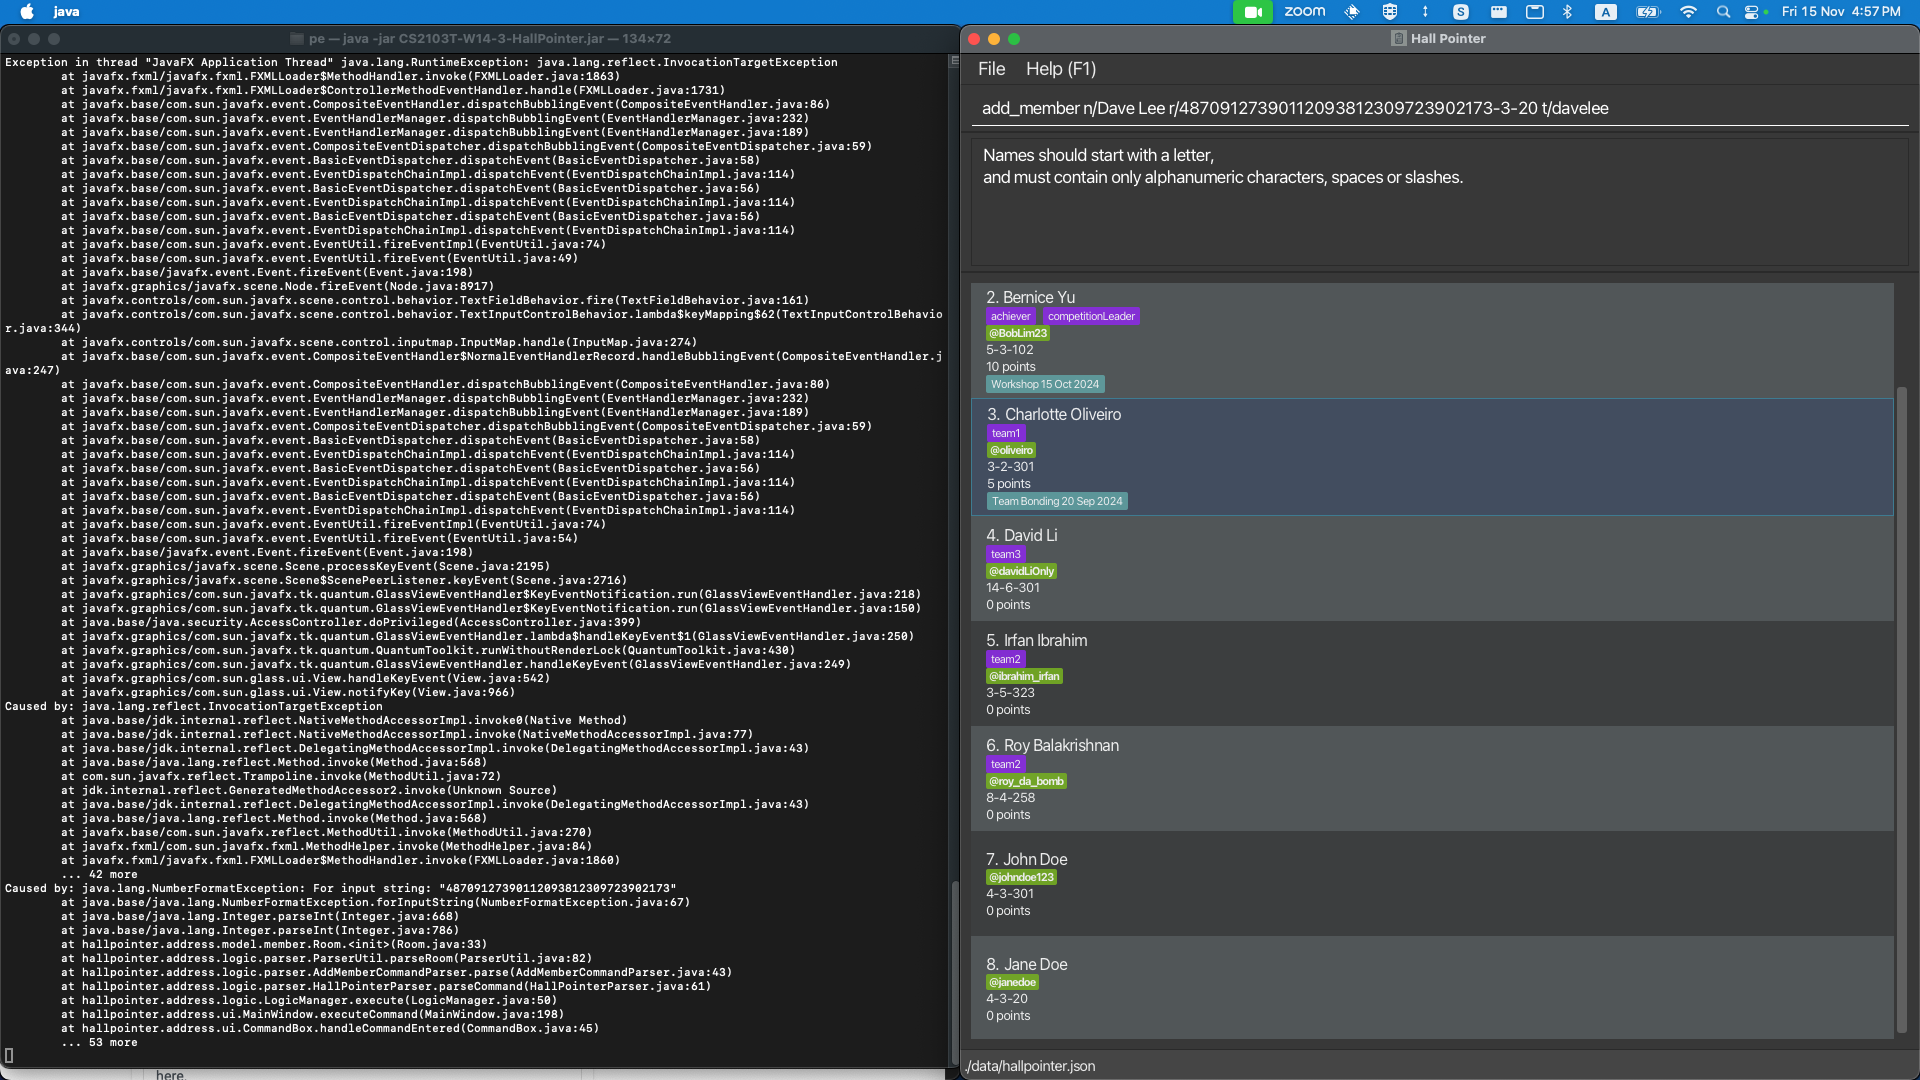 java
zoom
S
A
Fri 15 Nov 4:57 PM
pe — java -jar CS2103T-W14-3-HallPointer.jar — 134×72
Exception in thread "JavaFX Application Thread" java.lang.RuntimeException: java.lang.reflect.InvocationTargetException
at javafx.fxml/javafx.fxml.FXMLLoader$MethodHandler.invoke(FXMLLoader.java:1863)
at javafx.fxml/javafx.fxml.FXMLLoader$ControllerMethodEventHandler.handle(FXMLLoader.java:1731)
at javafx.base/com.sun.javafx.event.CompositeEventHandler.dispatchBubblingEvent(CompositeEventHandler.java:86)
at javafx.base/com.sun.javafx.event.EventHandlerManager.dispatchBubblingEvent(EventHandlerManager.java:232)
at javafx.base/com.sun.javafx.event.EventHandlerManager.dispatchBubblingEvent(EventHandlerManager.java:189)
at javafx.base/com.sun.javafx.event.CompositeEventDispatcher.dispatchBubblingEvent(CompositeEventDispatcher.java:59)
at javafx.base/com.sun.javafx.event.BasicEventDispatcher.dispatchEvent(BasicEventDispatcher.java:58)
at javafx.base/com.sun.javafx.event.EventDispatchChainImpl.dispatchEvent(EventDispatchChainImpl.java:114)
at javafx.base/com.sun.javafx.event.BasicEventDispatcher.dispatchEvent(BasicEventDispatcher.java:56)
at javafx.base/com.sun.javafx.event.EventDispatchChainImpl.dispatchEvent(EventDispatchChainImpl.java:114)
at javafx.base/com.sun.javafx.event.BasicEventDispatcher.dispatchEvent(BasicEventDispatcher.java:56)
at javafx.base/com.sun.javafx.event.EventDispatchChainImpl.dispatchEvent(EventDispatchChainImpl.java:114)
at javafx.base/com.sun.javafx.event.EventUtil.fireEventImpl(EventUtil.java:74)
at javafx.base/com.sun.javafx.event.EventUtil.fireEvent(EventUtil.java:49)
at javafx.base/javafx.event.Event.fireEvent(Event.java:198)
at javafx.graphics/javafx.scene.Node.fireEvent(Node.java:8917)
at javafx.controls/com.sun.javafx.scene.control.behavior.TextFieldBehavior.fire(TextFieldBehavior.java:161)
at javafx.controls/com.sun.javafx.scene.control.behavior.TextInputControlBehavior.lambda$keyMapping$62(TextInputControlBehavio
r.java:344)
at javafx.controls/com.sun.javafx.scene.control.inputmap.InputMap.handle(InputMap.java:274)
at javafx.base/com.sun.javafx.event.CompositeEventHandler$NormalEventHandlerRecord.handleBubblingEvent(CompositeEventHandler.j
ava:247)
at javafx.base/com.sun.javafx.event.CompositeEventHandler.dispatchBubblingEvent(CompositeEventHandler.java:80)
at javafx.base/com.sun.javafx.event.EventHandlerManager.dispatchBubblingEvent(EventHandlerManager.java:232)
at javafx.base/com.sun.javafx.event.EventHandlerManager.dispatchBubblingEvent(EventHandlerManager.java:189)
at javafx.base/com.sun.javafx.event.CompositeEventDispatcher.dispatchBubblingEvent(CompositeEventDispatcher.java:59)
at javafx.base/com.sun.javafx.event.BasicEventDispatcher.dispatchEvent(BasicEventDispatcher.java:58)
at javafx.base/com.sun.javafx.event.EventDispatchChainImpl.dispatchEvent(EventDispatchChainImpl.java:114)
at javafx.base/com.sun.javafx.event.BasicEventDispatcher.dispatchEvent(BasicEventDispatcher.java:56)
at javafx.base/com.sun.javafx.event.EventDispatchChainImpl.dispatchEvent(EventDispatchChainImpl.java:114)
at javafx.base/com.sun.javafx.event.BasicEventDispatcher.dispatchEvent(BasicEventDispatcher.java:56)
at javafx.base/com.sun.javafx.event.EventDispatchChainImpl.dispatchEvent(EventDispatchChainImpl.java:114)
at javafx.base/com.sun.javafx.event.EventUtil.fireEventImpl(EventUtil.java:74)
at javafx.base/com.sun.javafx.event.EventUtil.fireEvent(EventUtil.java:54)
at javafx.base/javafx.event.Event.fireEvent(Event.java:198)
at javafx.graphics/javafx.scene.Scene.processKeyEvent(Scene.java:2195)
at javafx.graphics/javafx.scene.Scene$ScenePeerListener.keyEvent(Scene.java:2716)
at javafx.graphics/com.sun.javafx.tk.quantum.GlassViewEventHandler$KeyEventNotification.run(GlassViewEventHandler.java:218)
at javafx.graphics/com.sun.javafx.tk.quantum.GlassViewEventHandler$KeyEventNotification.run(GlassViewEventHandler.java:150)
at java.base/java.security.AccessController.doPrivileged(AccessController.java:399)
at javafx.graphics/com.sun.javafx.tk.quantum.GlassViewEventHandler.lambda$handleKeyEvent$1(GlassViewEventHandler.java:250)
at javafx.graphics/com.sun.javafx.tk.quantum.QuantumToolkit.runWithoutRenderLock(QuantumToolkit.java:430)
at javafx.graphics/com.sun.javafx.tk.quantum.GlassViewEventHandler.handleKeyEvent(GlassViewEventHandler.java:249)
at javafx.graphics/com.sun.glass.ui.View.handleKeyEvent(View.java:542)
at javafx.graphics/com.sun.glass.ui.View.notifyKey(View.java:966)
Caused by: java.lang.reflect.InvocationTargetException
at java.base/jdk.internal.reflect.NativeMethodAccessorImpl.invoke0(Native Method)
at java.base/jdk.internal.reflect.NativeMethodAccessorImpl.invoke(NativeMethodAccessorImpl.java:77)
at java.base/jdk.internal.reflect.DelegatingMethodAccessorImpl.invoke(DelegatingMethodAccessorImpl.java:43)
at java.base/java.lang.reflect.Method.invoke(Method.java:568)
at com.sun.javafx.reflect.Trampoline.invoke(MethodUtil.java:72)
at jdk.internal.reflect.GeneratedMethodAccessor2.invoke(Unknown Source)
at java.base/jdk.internal.reflect.DelegatingMethodAccessorImpl.invoke(DelegatingMethodAccessorImpl.java:43)
at java.base/java.lang.reflect.Method.invoke(Method.java:568)
at javafx.base/com.sun.javafx.reflect.MethodUtil.invoke(MethodUtil.java:270)
at javafx.fxml/com.sun.javafx.fxml.MethodHelper.invoke(MethodHelper.java:84)
at javafx.fxml/javafx.fxml.FXMLLoader$MethodHandler.invoke(FXMLLoader.java:1860)
... 42 more
Caused by: java.lang.NumberFormatException: For input string: "48709127390112093812309723902173"
at java.base/java.lang.NumberFormatException.forInputString(NumberFormatException.java:67)
at java.base/java.lang.Integer.parseInt(Integer.java:668)
at java.base/java.lang.Integer.parseInt(Integer.java:786)
at hallpointer.address.model.member.Room.<init>(Room.java:33)
at hallpointer.address.logic.parser.ParserUtil.parseRoom(ParserUtil.java:82)
at hallpointer.address.logic.parser.AddMemberCommandParser.parse(AddMemberCommandParser.java:43)
at hallpointer.address.logic.parser.HallPointerParser.parseCommand(HallPointerParser.java:61)
at hallpointer.address.logic.LogicManager.execute(LogicManager.java:50)
at hallpointer.address.ui.MainWindow.executeCommand(MainWindow.java:198)
at hallpointer.address.ui.CommandBox.handleCommandEntered(CommandBox.java:45)
... 53 more
here.
Hall Pointer
File Help (F1)
add_member n/Dave Lee r/48709127390112093812309723902173-3-20 t/davelee
Names should start with a letter,
and must contain only alphanumeric characters, spaces or slashes.
2. Bernice Yu
achiever competitionLeader
@BobLim23
5-3-102
10 points
Workshop 15 Oct 2024
3. Charlotte Oliveiro
team1
@oliveiro
3-2-301
5 points
Team Bonding 20 Sep 2024
4. David Li
team3
@davidLiOnly
14-6-301
0 points
5. Irfan Ibrahim
team2
@ibrahim_irfan
3-5-323
0 points
6. Roy Balakrishnan
team2
@roy_da_bomb
8-4-258
0 points
7. John Doe
@johndoe123
4-3-301
0 points
8. Jane Doe
@janedoe
4-3-20
0 points
./data/hallpointer.json